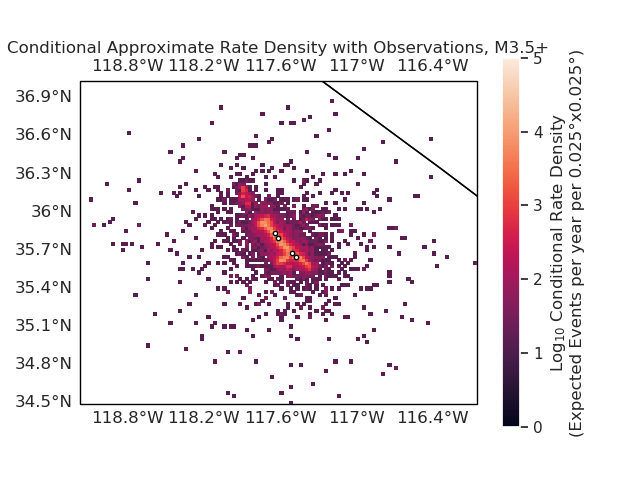 Conditional Approximate Rate Density with Observations, M3.5+
118.8°W 118.2°W 117.6°W 117°W 116.4°W
36.9°N
36.6°N
36.3°N
36°N
35.7°N
35.4°N
35.1°N
34.8°N
34.5°N
118.8°W 118.2°W 117.6°W 117°W 116.4°W
5
4
3
2
1
0
Log₁₀ Conditional Rate Density
(Expected Events per year per 0.025°x0.025°)